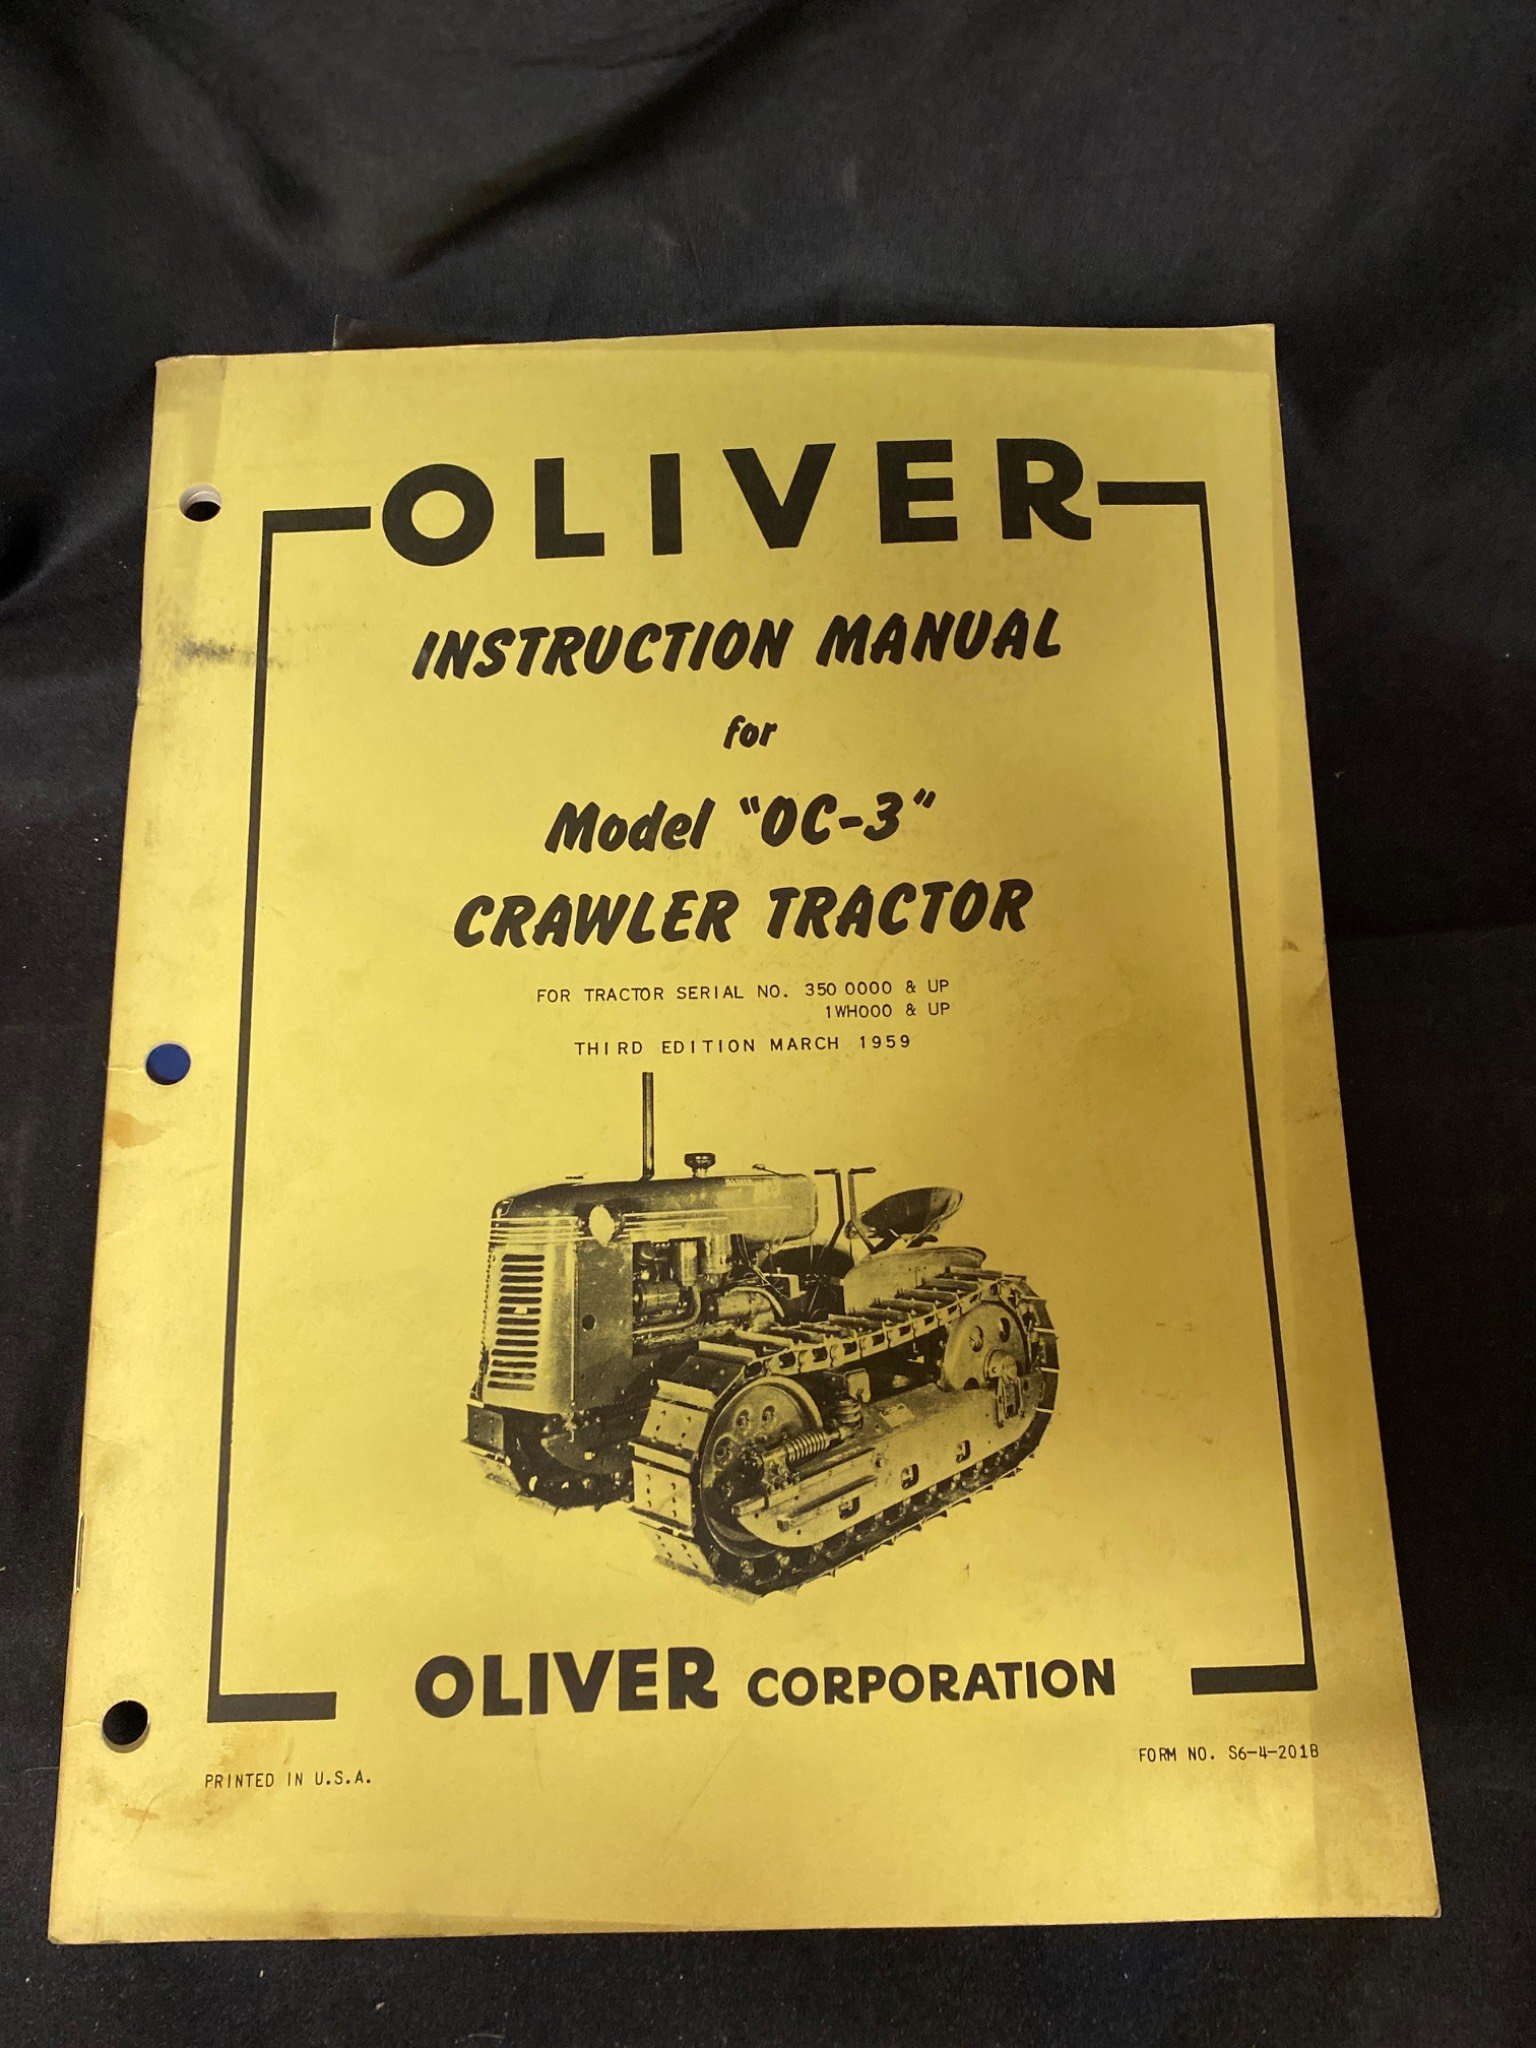 OLIVER
INSTRUCTION MANUAL
for
Model "OC-3"
CRAWLER TRACTOR
FOR TRACTOR SERIAL NO. 350 0000 & UP
1WH000 & UP
THIRD EDITION MARCH 1959
OLIVER CORPORATION
FORM NO. S6-4-201B
PRINTED IN U.S.A.